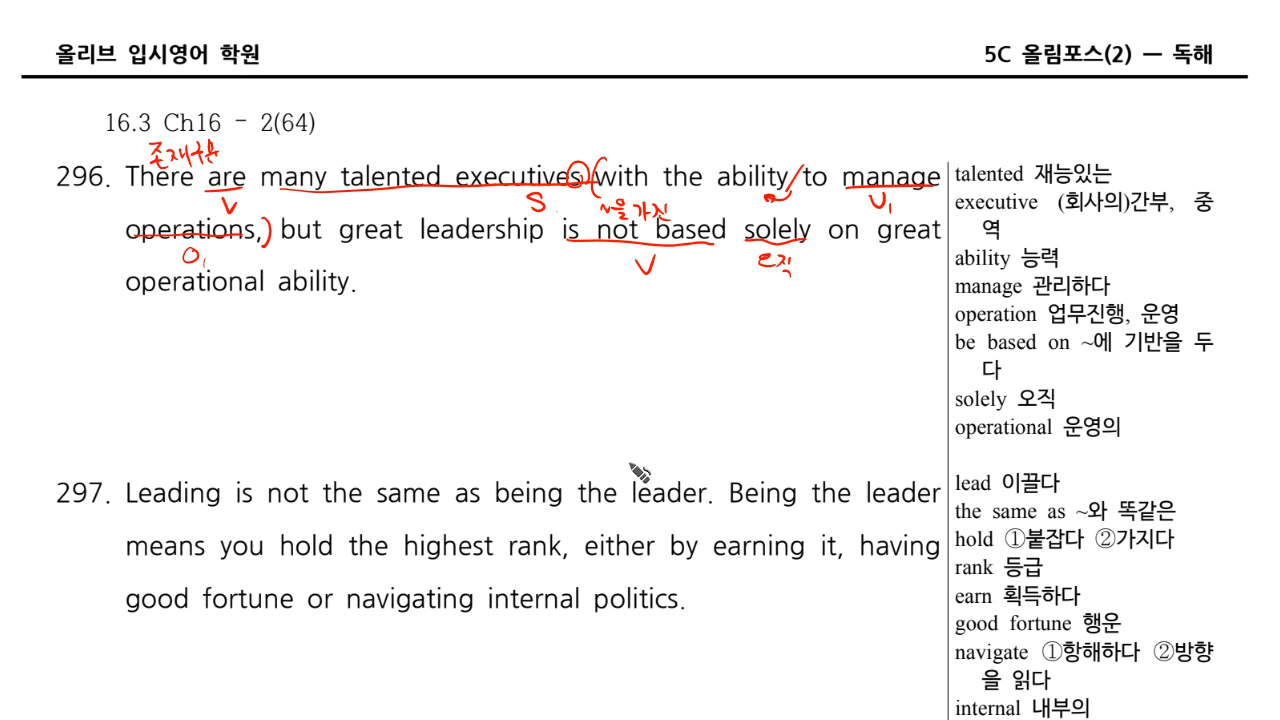 올리브 입시영어 학원
5C 올림포스(2) — 독해
16.3 Ch16 - 2(64)
존재구문
296. There are many talented executives with the ability to manage
V
S
~을 가진
V1
operations, but great leadership is not based solely on great
O1
V
오직
operational ability.
talented 재능있는
executive (회사의)간부, 중
역
ability 능력
manage 관리하다
operation 업무진행, 운영
be based on ~에 기반을 두
다
solely 오직
operational 운영의
297. Leading is not the same as being the leader. Being the leader
means you hold the highest rank, either by earning it, having
good fortune or navigating internal politics.
lead 이끌다
the same as ~와 똑같은
hold ①붙잡다 ②가지다
rank 등급
earn 획득하다
good fortune 행운
navigate ①항해하다 ②방향
을 읽다
internal 내부의